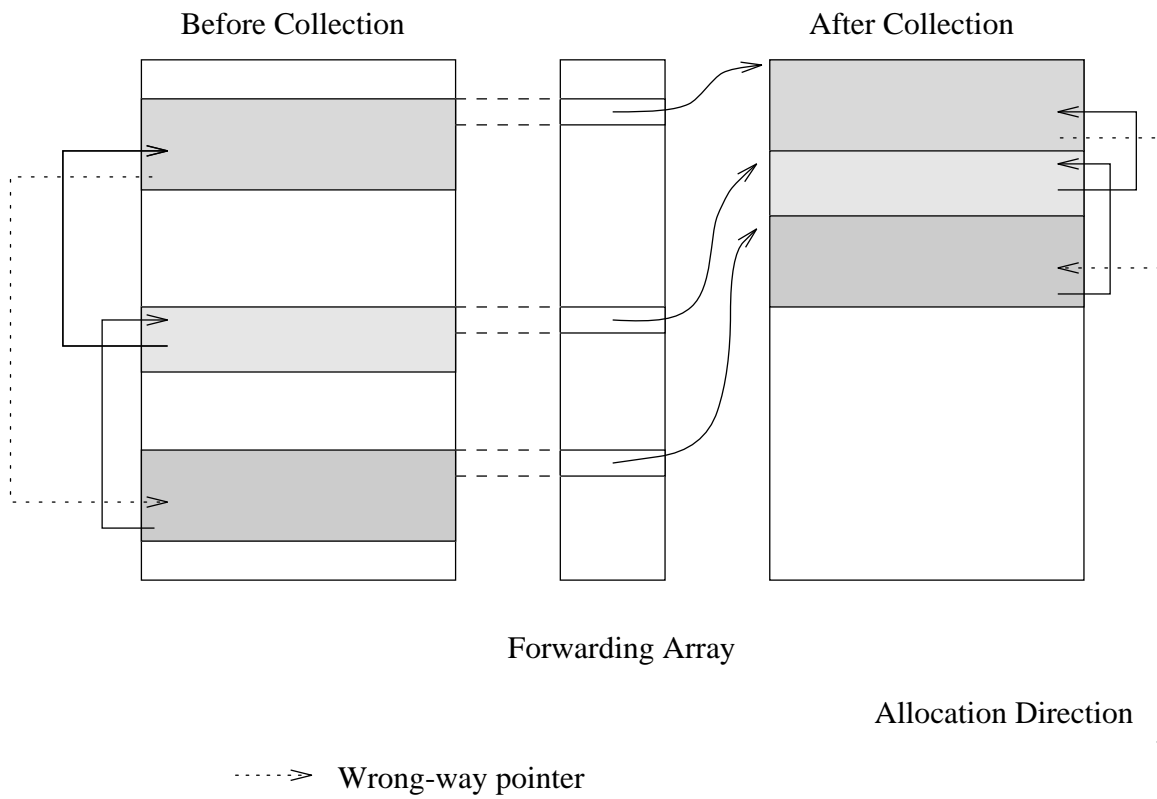 Before Collection
After Collection
Forwarding Array
Allocation Direction
Wrong-way pointer